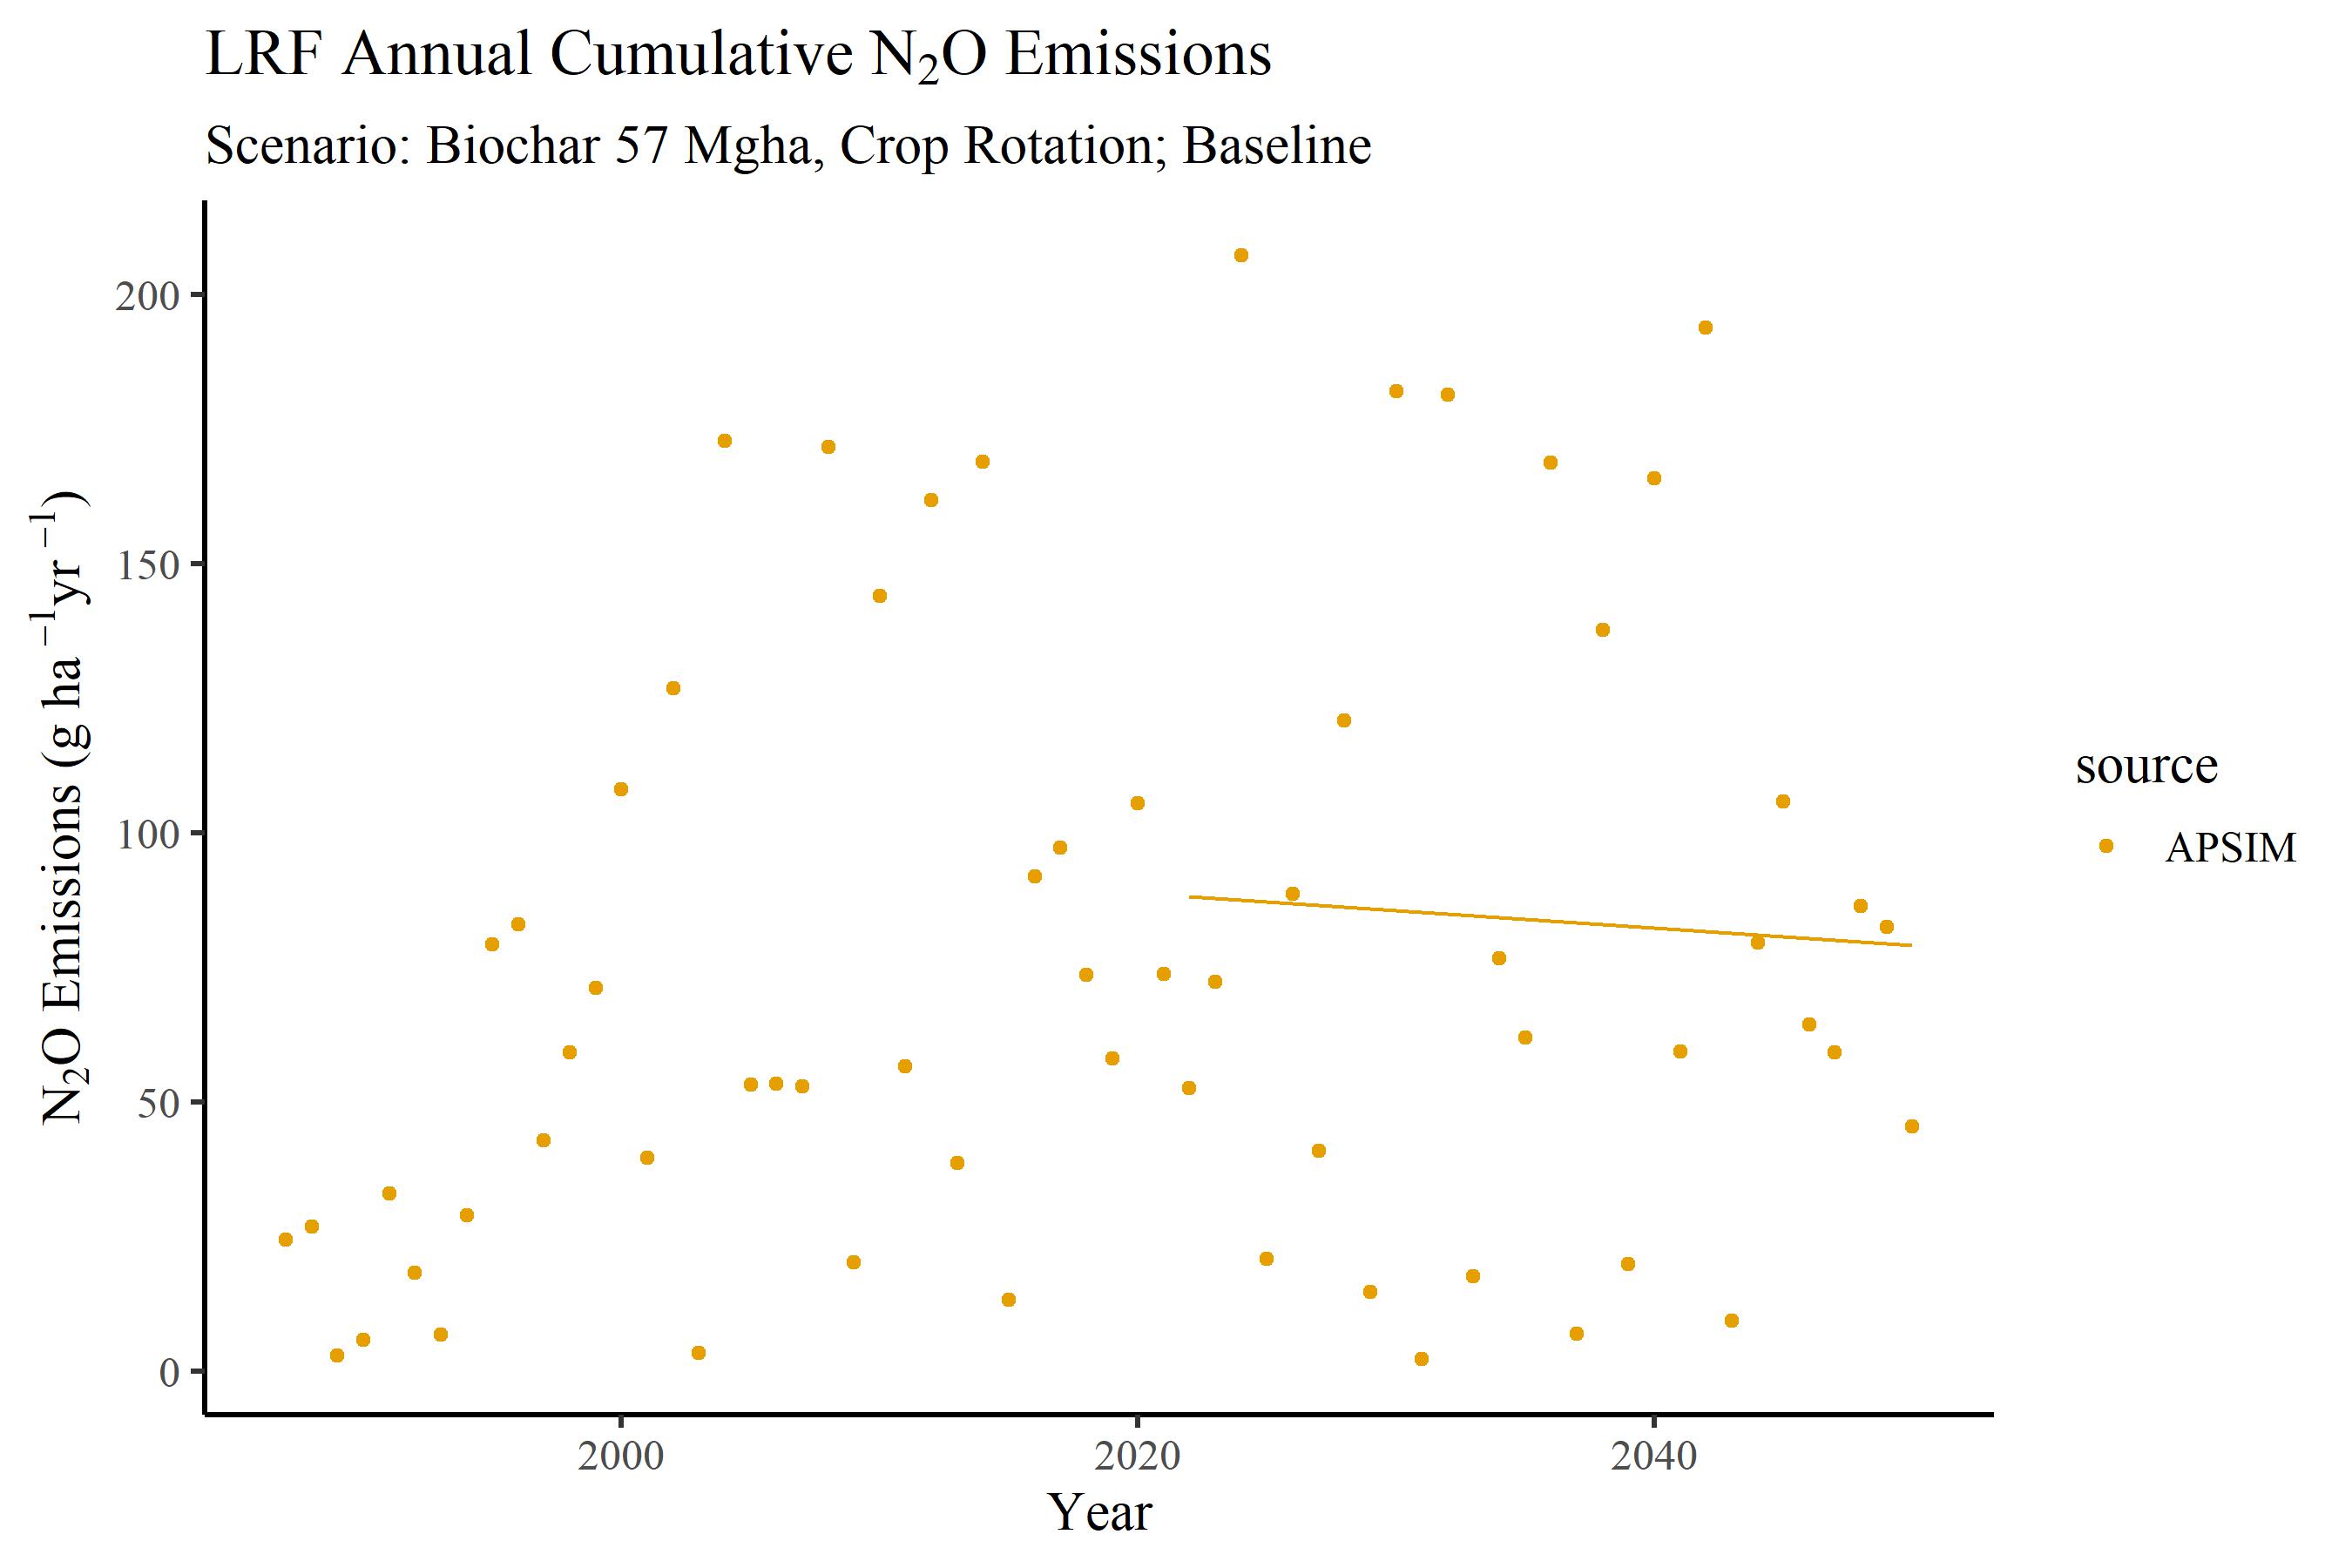 LRF Annual Cumulative N₂O Emissions
Scenario: Biochar 57 Mgha, Crop Rotation; Baseline
N₂O Emissions (g ha⁻¹yr⁻¹)
200
150
100
50
0
2000 2020 2040
Year
source
APSIM